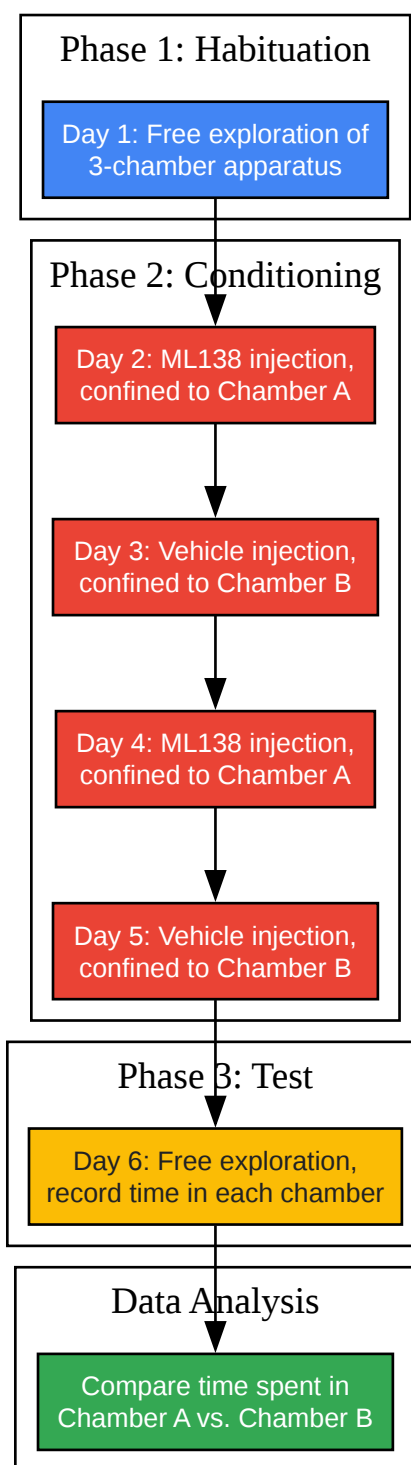 Phase 1: Habituation
Day 1: Free exploration of
3-chamber apparatus
Phase 2: Conditioning
Day 2: ML138 injection,
confined to Chamber A
Day 3: Vehicle injection,
confined to Chamber B
Day 4: ML138 injection,
confined to Chamber A
Day 5: Vehicle injection,
confined to Chamber B
Phase 3: Test
Day 6: Free exploration,
record time in each chamber
Data Analysis
Compare time spent in
Chamber A vs. Chamber B